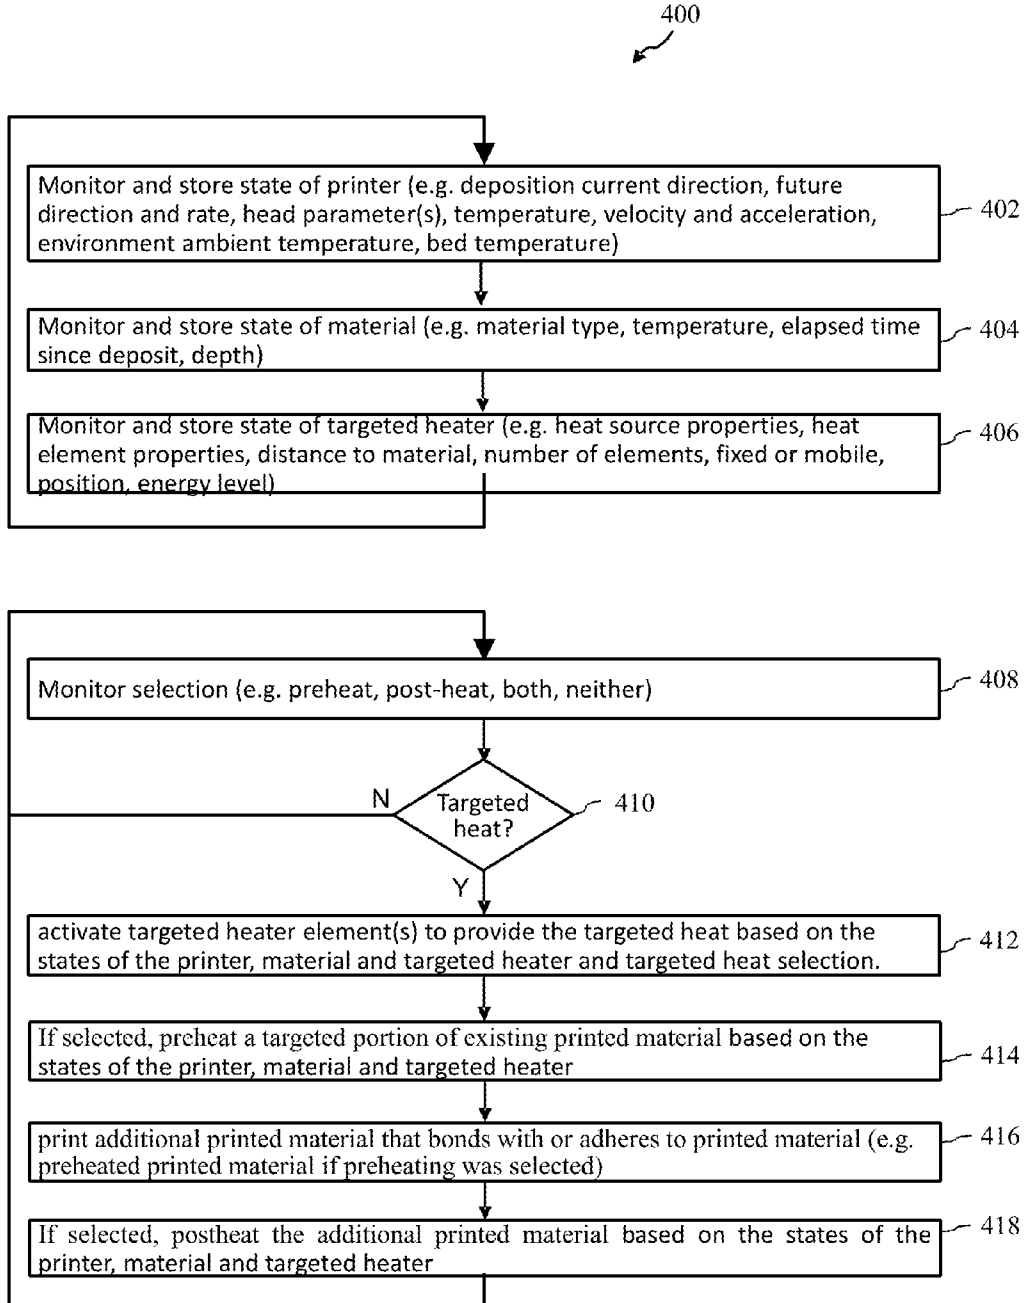 400
Monitor and store state of printer (e.g. deposition current direction, future
direction and rate, head parameter(s), temperature, velocity and acceleration,
environment ambient temperature, bed temperature)
402
Monitor and store state of material (e.g. material type, temperature, elapsed time
since deposit, depth)
404
Monitor and store state of targeted heater (e.g. heat source properties, heat
element properties, distance to material, number of elements, fixed or mobile,
position, energy level)
406
Monitor selection (e.g. preheat, post-heat, both, neither)
408
N
Targeted
heat?
410
Y
activate targeted heater element(s) to provide the targeted heat based on the
states of the printer, material and targeted heater and targeted heat selection.
412
If selected, preheat a targeted portion of existing printed material based on the
states of the printer, material and targeted heater
414
print additional printed material that bonds with or adheres to printed material (e.g.
preheated printed material if preheating was selected)
416
If selected, postheat the additional printed material based on the states of the
printer, material and targeted heater
418